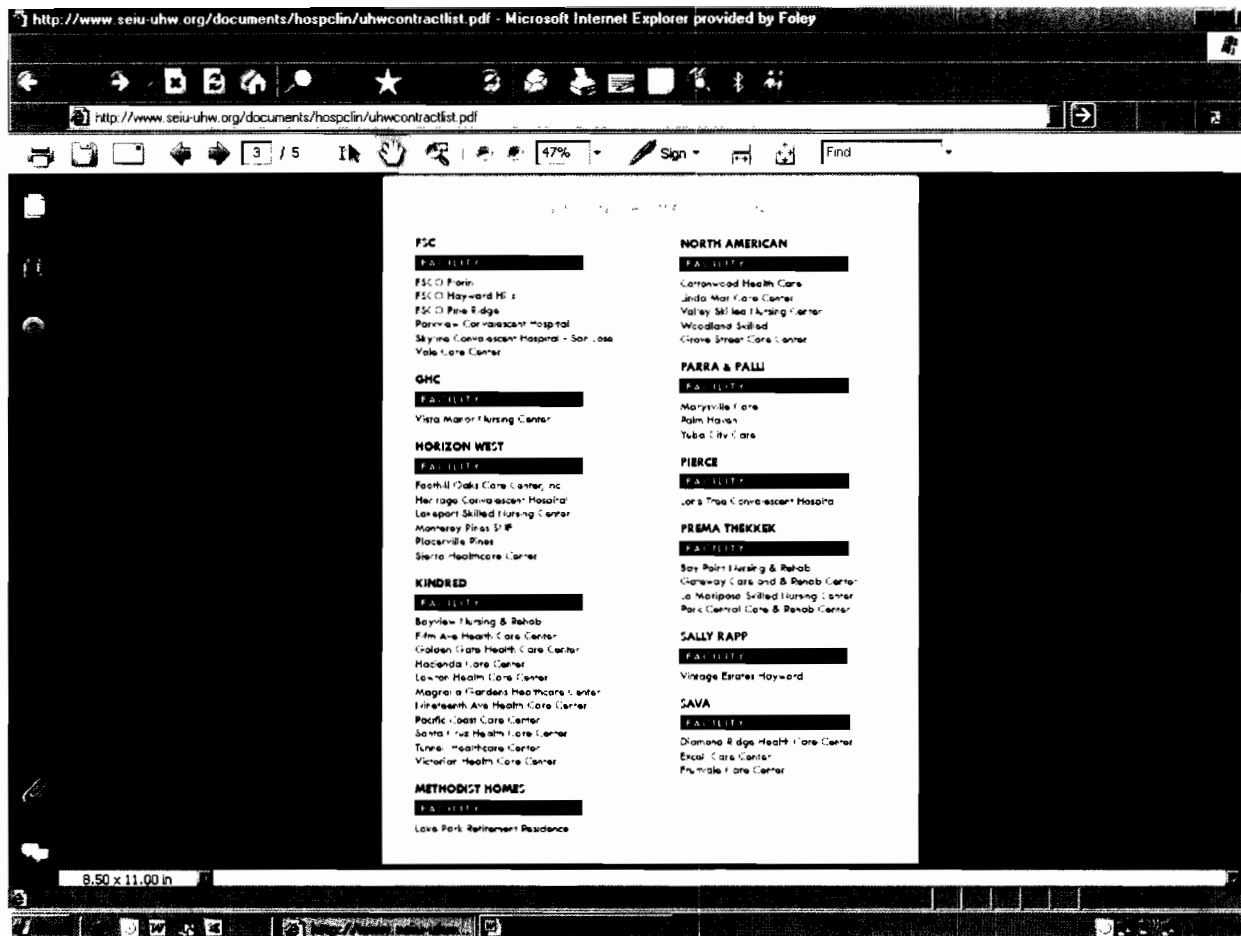 http://www.seiu-uhw.org/documents/hospclin/uhwcontractlist.pdf - Microsoft Internet Explorer provided by Foley
http://www.seiu-uhw.org/documents/hospclin/uhwcontractlist.pdf
3 / 5
47%
Sign
Find
FSC
FACILITY
FSCO Florin
FSCO Hayward Hills
FSCO Pine Ridge
Parkview Convalescent Hospital
Skyline Convalescent Hospital - San Jose
Vale Care Center
GHC
FACILITY
Vista Manor Nursing Center
HORIZON WEST
FACILITY
Foothill Oaks Care Center, Inc
Heritage Convalescent Hospital
Lakeport Skilled Nursing Center
Monterey Pines SNF
Placerville Pines
Sierra Healthcare Center
KINDRED
FACILITY
Bayview Nursing & Rehab
Fifth Ave Health Care Center
Golden Gate Health Care Center
Hacienda Care Center
Lawton Health Care Center
Magnolia Gardens Healthcare Center
Nineteenth Ave Health Care Center
Pacific Coast Care Center
Santa Cruz Health Care Center
Tunnel Healthcare Center
Victorian Health Care Center
METHODIST HOMES
FACILITY
Lake Park Retirement Residence
NORTH AMERICAN
FACILITY
Cottonwood Health Care
Linda Mar Care Center
Valley Skilled Nursing Center
Woodland Skilled
Grove Street Care Center
PARRA & PALLI
FACILITY
Marysville Care
Palm Haven
Yuba City Care
PIERCE
FACILITY
Lone Tree Convalescent Hospital
PREMA THEKKEK
FACILITY
Bay Point Nursing & Rehab
Gateway Care and & Rehab Center
La Mariposa Skilled Nursing Center
Park Central Care & Rehab Center
SALLY RAPP
FACILITY
Vintage Estates Hayward
SAVA
FACILITY
Diamond Ridge Health Care Center
Excell Care Center
Fruitvale Care Center
8.50 x 11.00 in